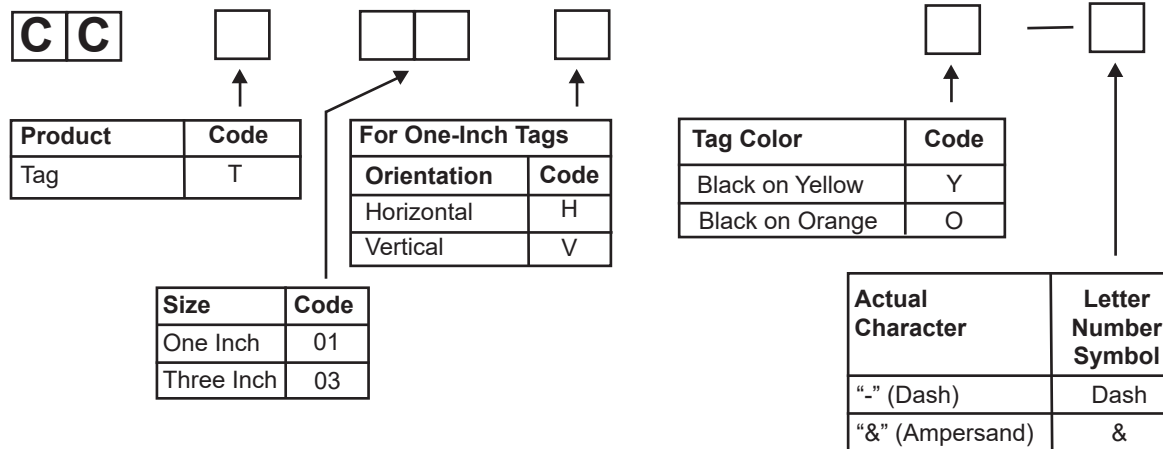 C C
—
Product Code
Tag T
For One-Inch Tags
Orientation Code
Horizontal H
Vertical V
Size Code
One Inch 01
Three Inch 03
Tag Color Code
Black on Yellow Y
Black on Orange O
Actual Character Letter Number Symbol
“-” (Dash) Dash
“&” (Ampersand) &